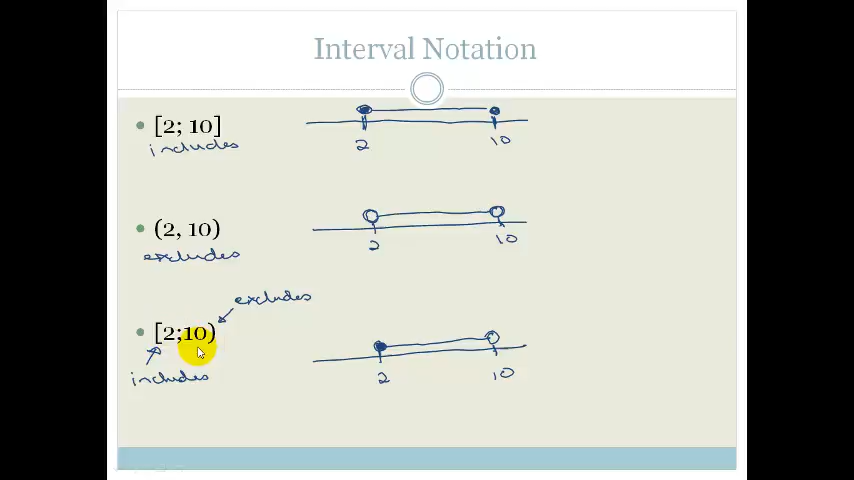 Interval Notation
[2; 10]
includes
2 10
(2, 10)
excludes
2 10
excludes
[2;10)
includes
2 10